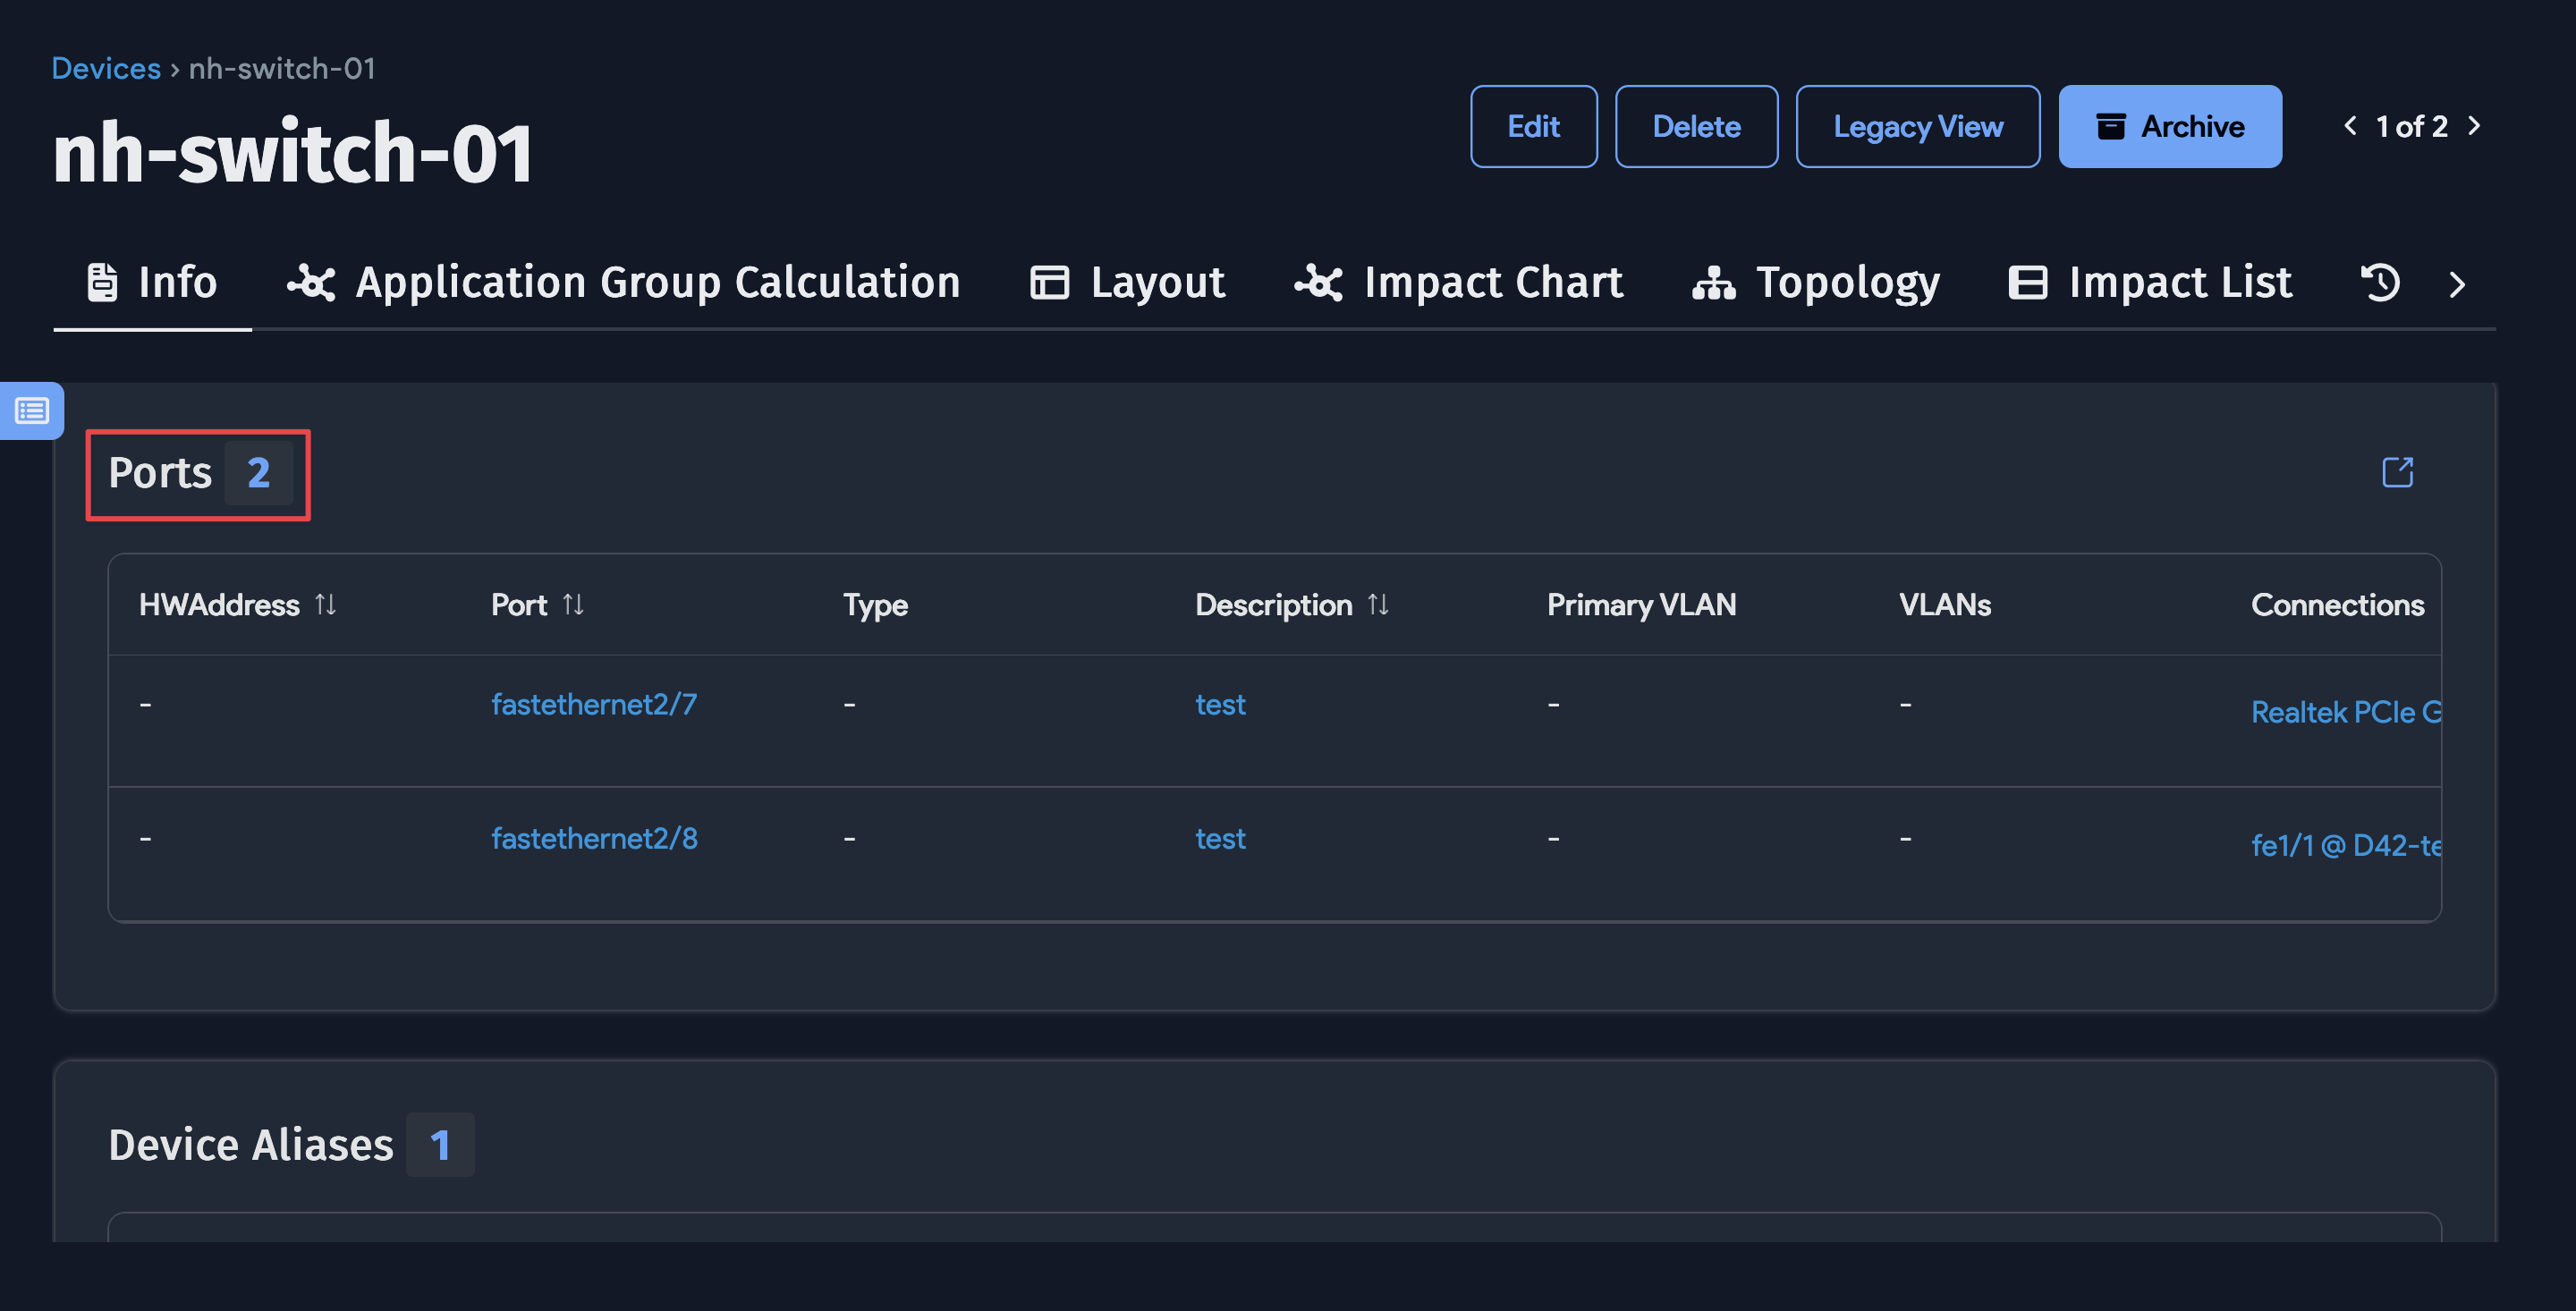 Devices › nh-switch-01
nh-switch-01
Edit Delete Legacy View Archive 1 of 2
Info Application Group Calculation Layout Impact Chart Topology Impact List
Ports 2
HWAddress Port Type Description Primary VLAN VLANs Connections
- fastethernet2/7 - test - - Realtek PCIe G
- fastethernet2/8 - test - - fe1/1 @ D42-te
Device Aliases 1